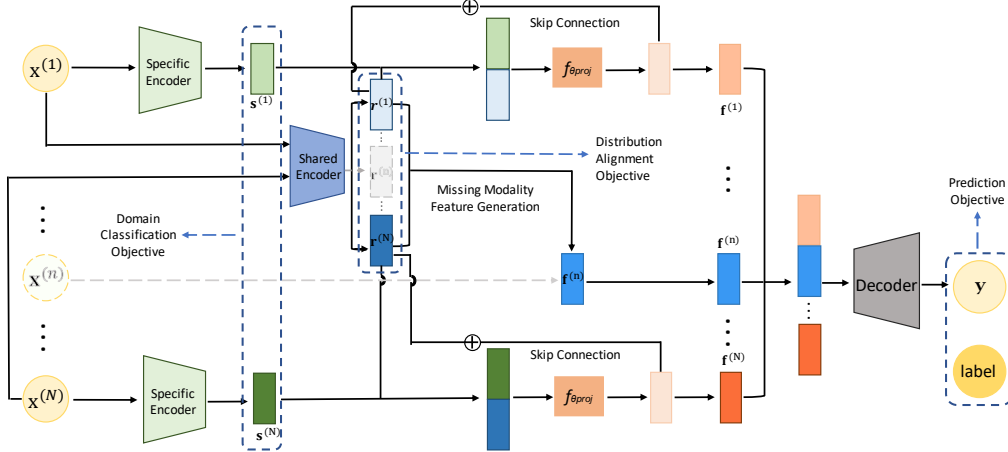 Skip Connection
x(1)
Specific
Encoder
s(1)
r(1)
fθproj
f(1)
Shared
Encoder
r(n)
Distribution
Alignment
Objective
Missing Modality
Feature Generation
Prediction
Objective
Domain
Classification
Objective
r(N)
x(n)
f(n)
f(n)
Decoder
y
Skip Connection
f(N)
x(N)
Specific
Encoder
s(N)
fθproj
label